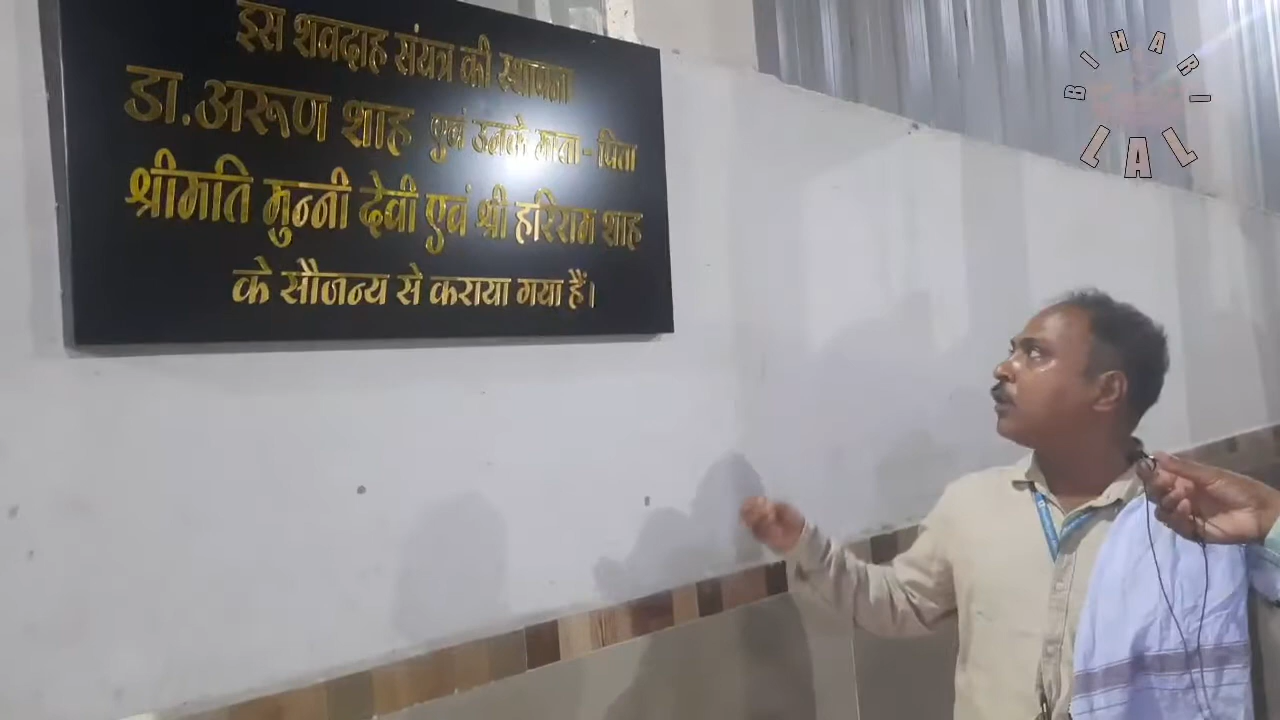 इस शवदाह संयत्र की स्थापना
डा.अरूण शाह एवं उनके माता-पिता
श्रीमति मुन्नी देवी एवं श्री हरिराम शाह
के सौजन्य से कराया गया हैं।
BIHARI
LAL